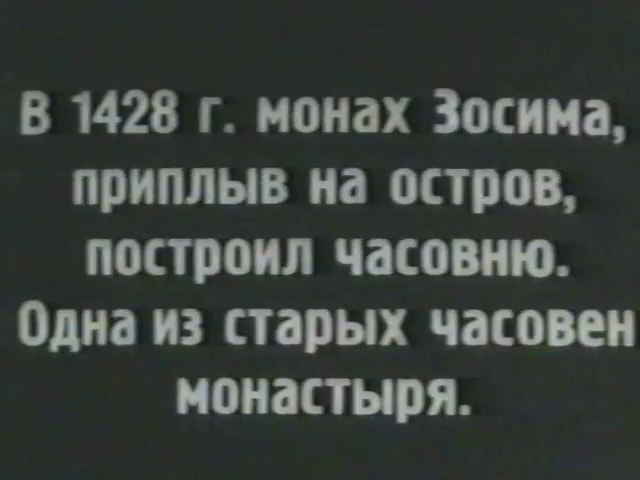 В 1428 г. монах Зосима,
приплыв на остров,
построил часовню.
Одна из старых часовен
монастыря.